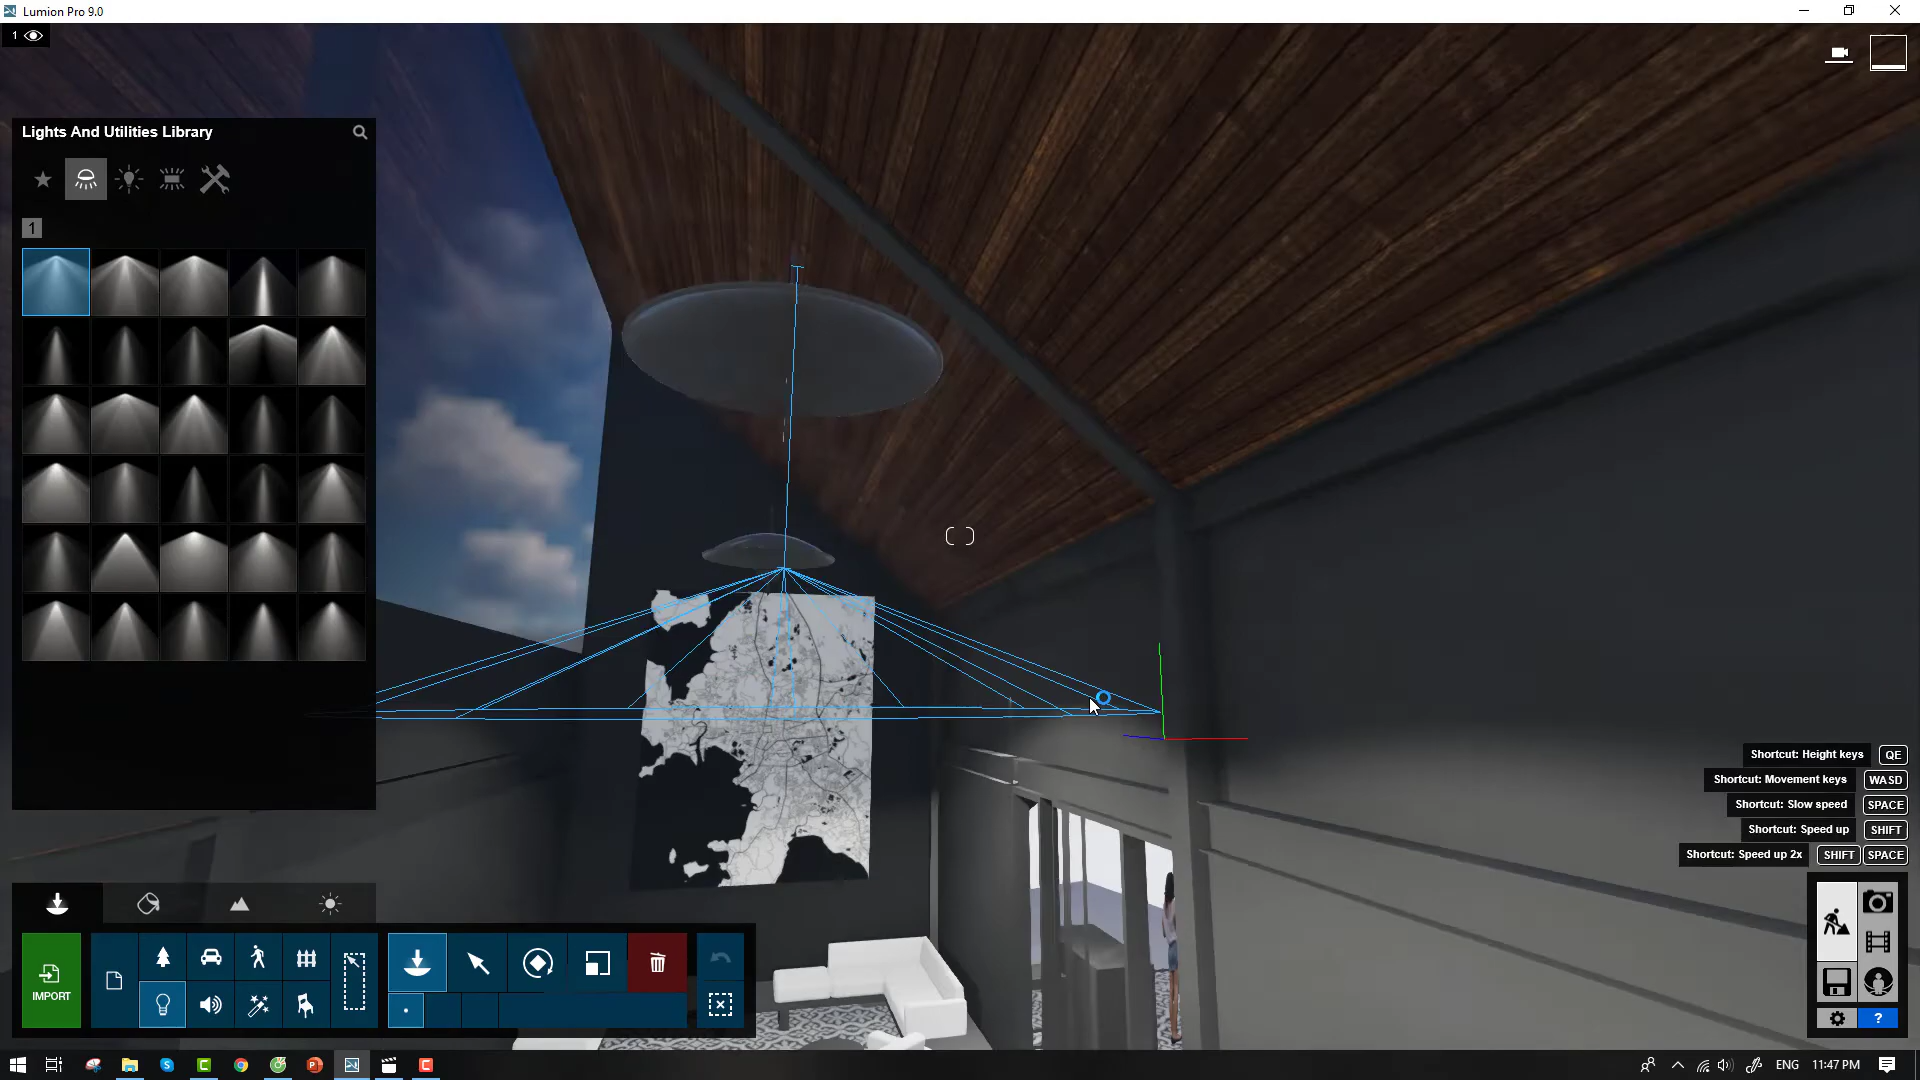 Lumion Pro 9.0
1
Lights And Utilities Library
1
Shortcut: Height keys QE
Shortcut: Movement keys WASD
Shortcut: Slow speed SPACE
Shortcut: Speed up SHIFT
Shortcut: Speed up 2x SHIFT SPACE
IMPORT
?
ENG 11:47 PM